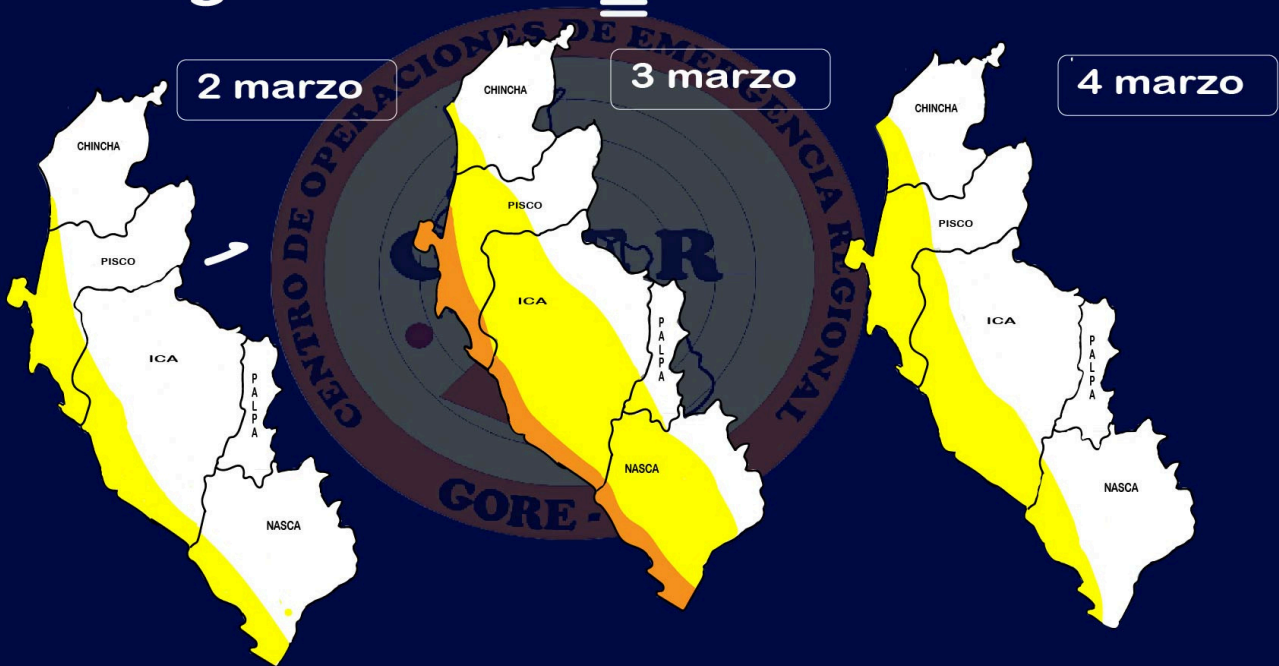 2 marzo
CHINCHA
PISCO
ICA
PALPA
NASCA
3 marzo
CHINCHA
PISCO
ICA
PALPA
NASCA
4 marzo
CHINCHA
PISCO
ICA
PALPA
NASCA
CENTRO DE OPERACIONES DE EMERGENCIA REGIONAL
GORE -